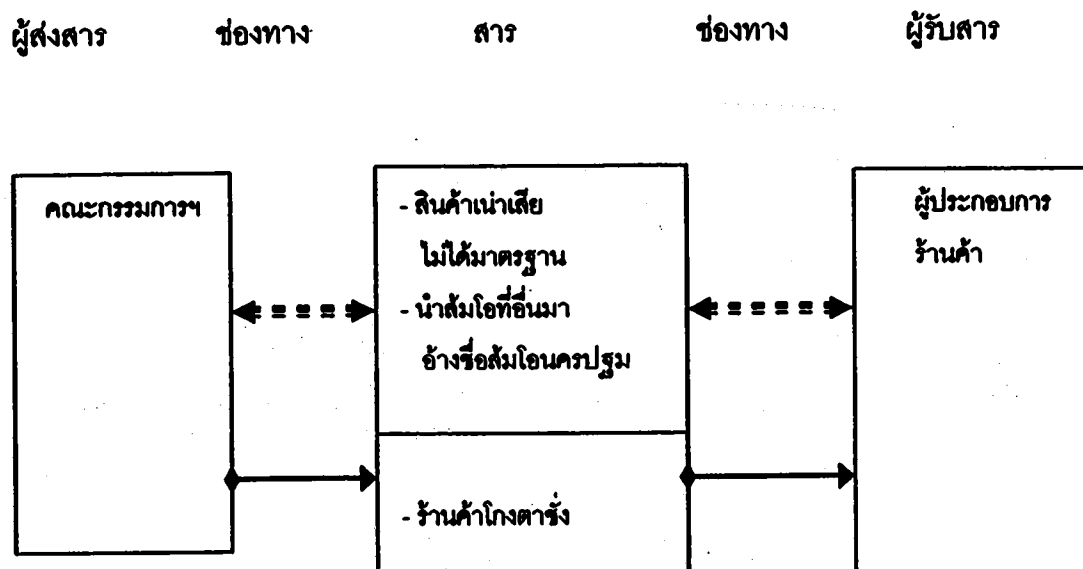 ผู้ส่งสาร ช่องทาง สาร ช่องทาง ผู้รับสาร
คณะกรรมการฯ
- สินค้าเน่าเสีย
ไม่ได้มาตรฐาน
- นำส้มโอที่อื่นมา
อ้างชื่อส้มโอนครปฐม
- ร้านค้าโกงตาชั่ง
ผู้ประกอบการ
ร้านค้า